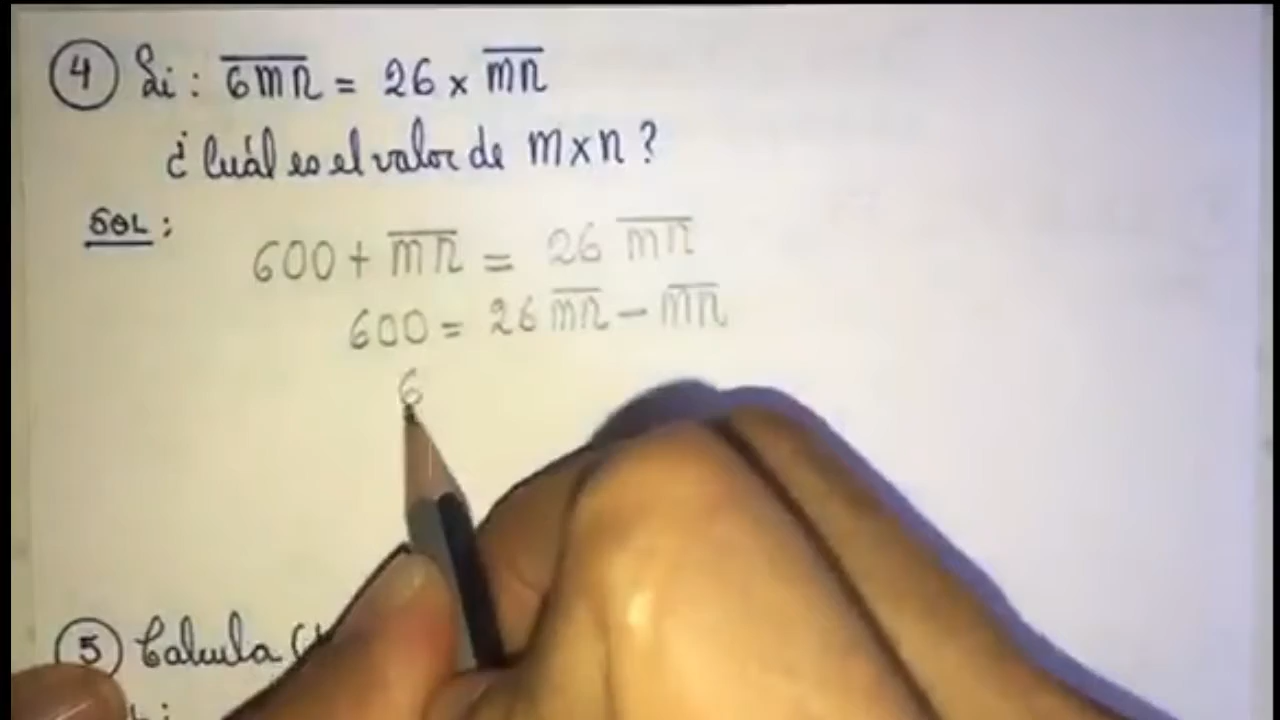 4 Si : 6mn = 26 x mn
¿ Cuál es el valor de m x n ?
SOL :
600 + mn = 26 mn
600 = 26 mn - mn
6
5 Calcula